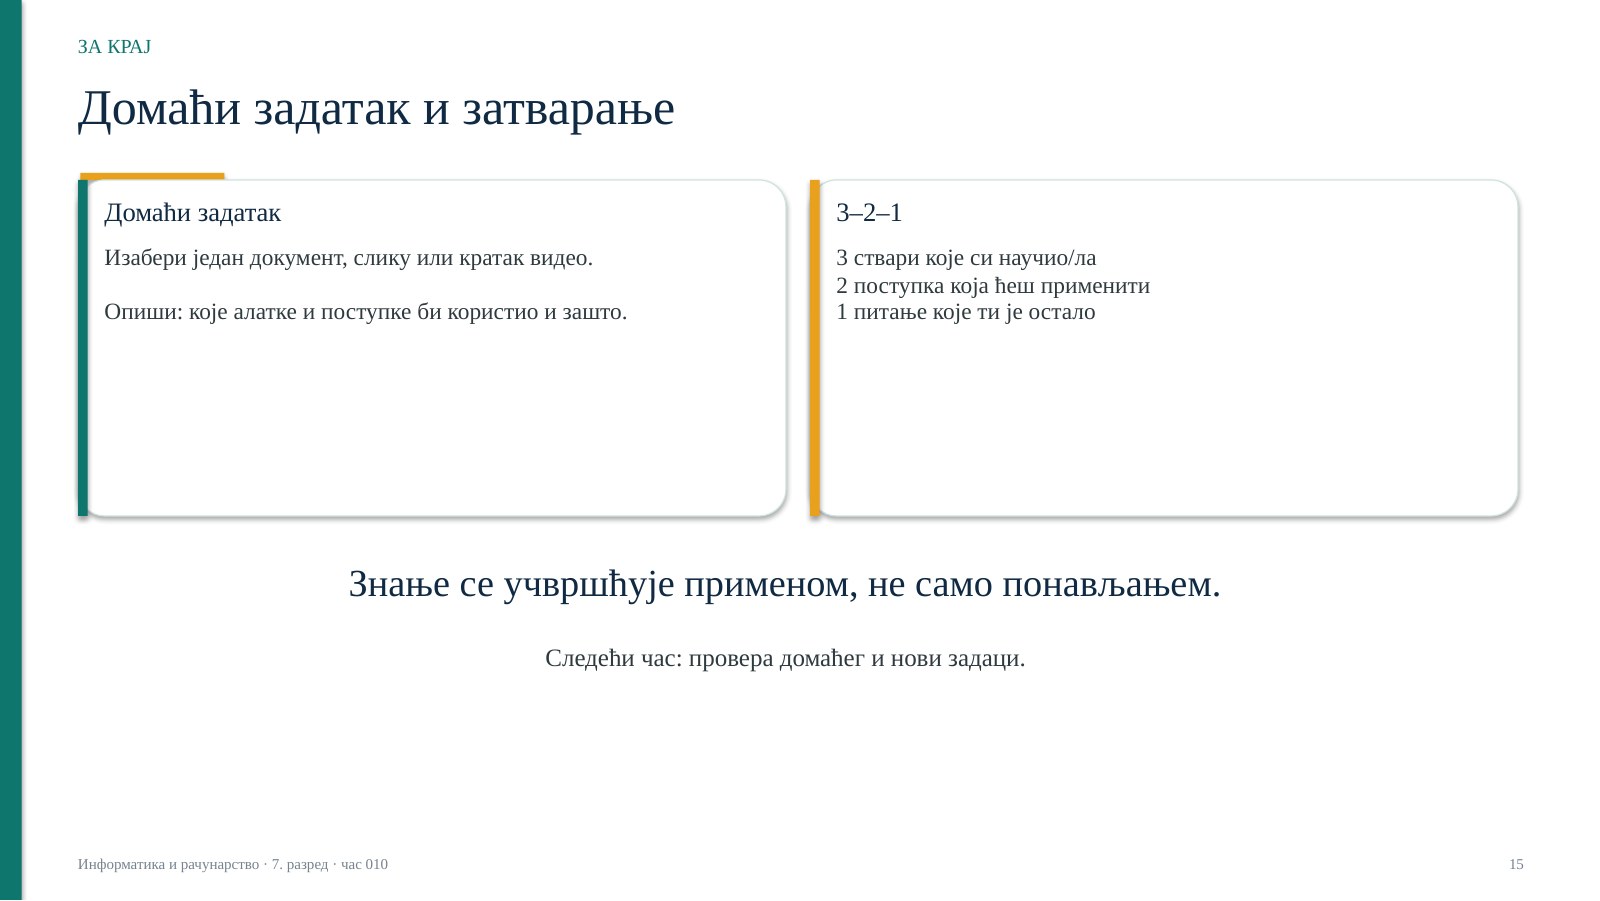 ЗА КРАЈ
Домаћи задатак и затварање
Домаћи задатак
Изабери један документ, слику или кратак видео.
Опиши: које алатке и поступке би користио и зашто.
3–2–1
3 ствари које си научио/ла
2 поступка која ћеш применити
1 питање које ти је остало
Знање се учвршћује применом, не само понављањем.
Следећи час: провера домаћег и нови задаци.
Информатика и рачунарство · 7. разред · час 010
15